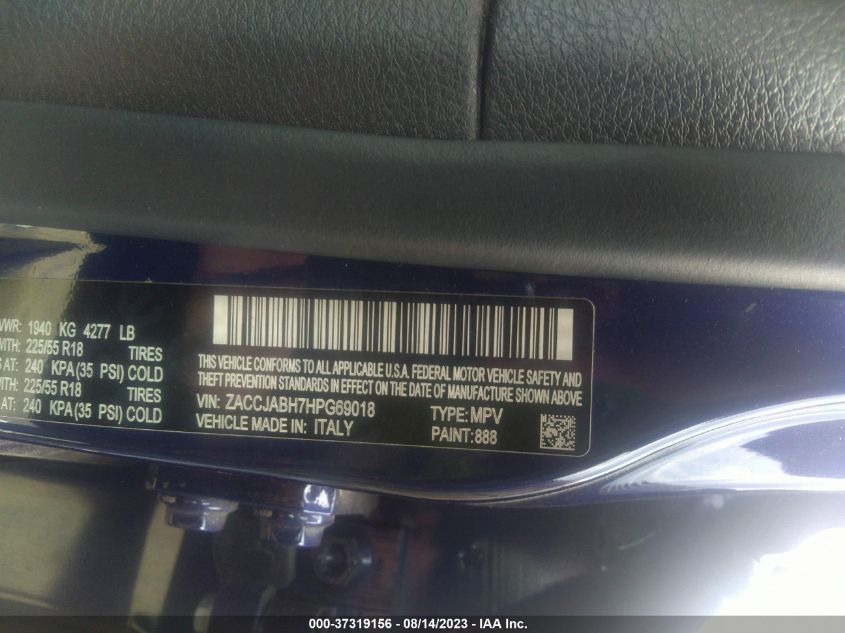 VWR: 1940 KG 4277 LB
WITH: 225/55 R18 TIRES
S AT: 240 KPA(35 PSI) COLD
WITH: 225/55 R18 TIRES
S AT: 240 KPA(35 PSI) COLD
THIS VEHICLE CONFORMS TO ALL APPLICABLE U.S.A. FEDERAL MOTOR VEHICLE SAFETY AND
THEFT PREVENTION STANDARDS IN EFFECT ON THE DATE OF MANUFACTURE SHOWN ABOVE
VIN: ZACCJABH7HPG69018 TYPE: MPV
VEHICLE MADE IN: ITALY PAINT: 888
000-37319156 - 08/14/2023 - IAA Inc.